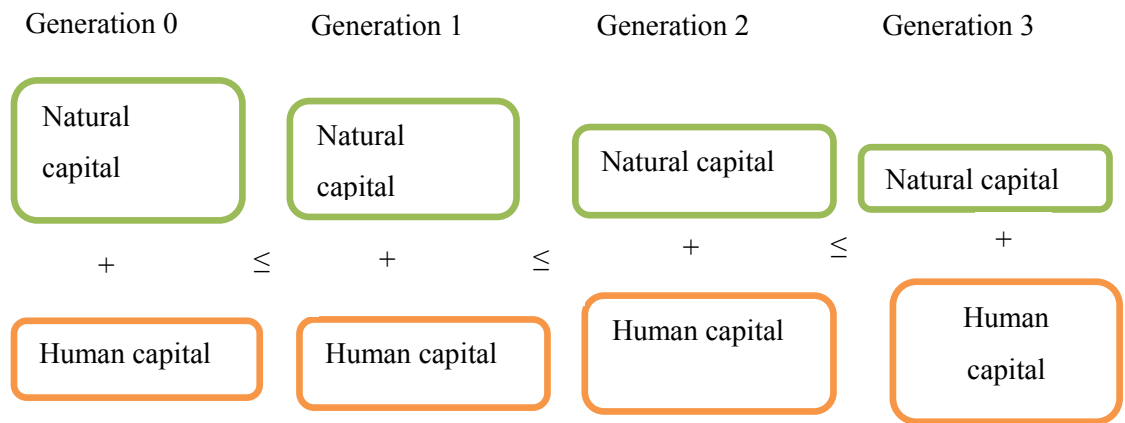 Generation 0 Generation 1 Generation 2 Generation 3
Natural
capital
Natural
capital
Natural capital
Natural capital
+ ≤ + ≤ + ≤ +
Human capital
Human capital
Human capital
Human
capital